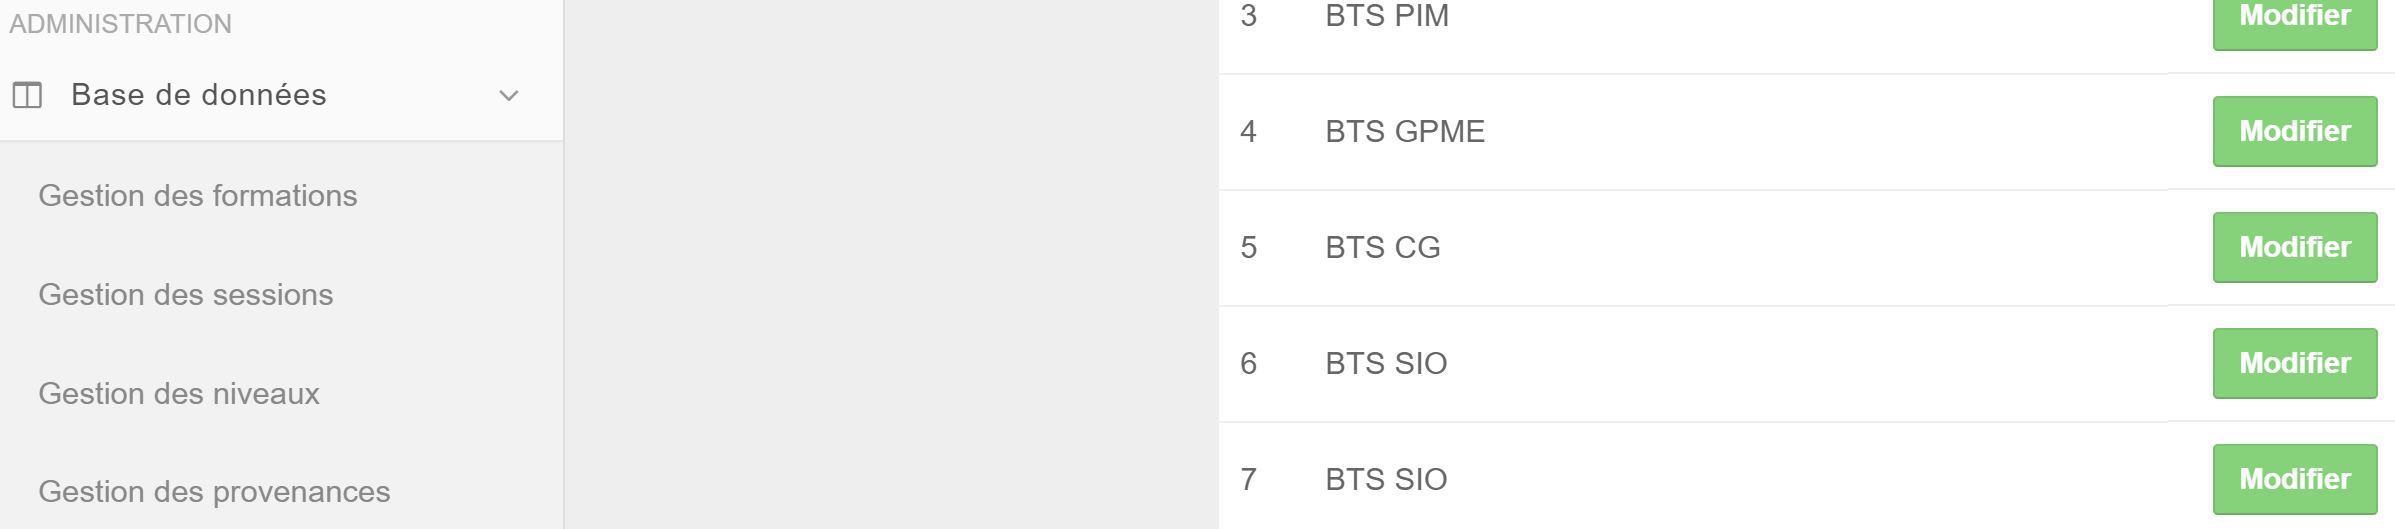 ADMINISTRATION
Base de données
Gestion des formations
Gestion des sessions
Gestion des niveaux
Gestion des provenances
3 BTS PIM Modifier
4 BTS GPME Modifier
5 BTS CG Modifier
6 BTS SIO Modifier
7 BTS SIO Modifier